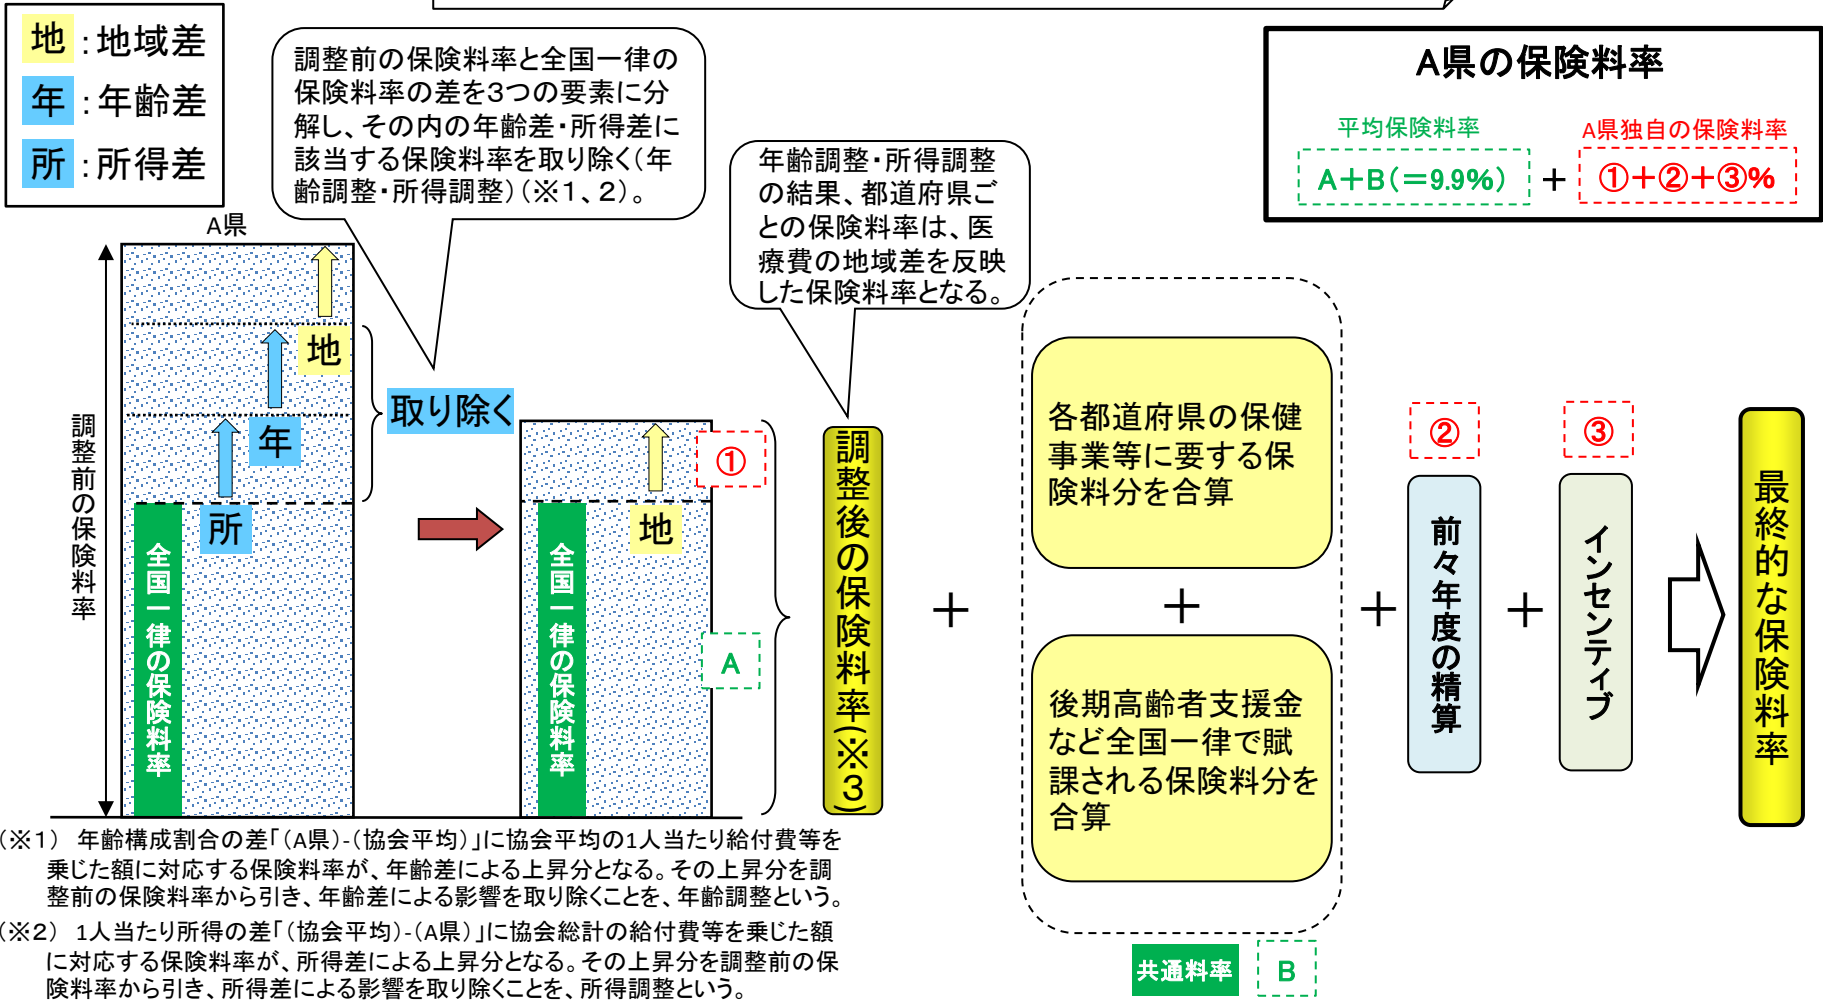 地 :地域差
年 :年齢差
所 :所得差
調整前の保険料率と全国一律の
保険料率の差を3つの要素に分
解し、その内の年齢差・所得差に
該当する保険料率を取り除く(年
齢調整・所得調整)(※1、2)。
年齢調整・所得調整
の結果、都道府県ご
との保険料率は、医
療費の地域差を反映
した保険料率となる。
A県の保険料率
平均保険料率
A県独自の保険料率
A+B(=9.9%)
+
①+②+③%
A県
調整前の保険料率
地
年
所
全国一律の保険料率
取り除く
①
地
全国一律の保険料率
A
調整後の保険料率(※3)
+
各都道府県の保健
事業等に要する保
険料分を合算
+
後期高齢者支援金
など全国一律で賦
課される保険料分を
合算
共通料率
B
+
②
前々年度の精算
+
③
インセンティブ
最終的な保険料率
(※1) 年齢構成割合の差「(A県)-(協会平均)」に協会平均の1人当たり給付費等を
乗じた額に対応する保険料率が、年齢差による上昇分となる。その上昇分を調
整前の保険料率から引き、年齢差による影響を取り除くことを、年齢調整という。
(※2) 1人当たり所得の差「(協会平均)-(A県)」に協会総計の給付費等を乗じた額
に対応する保険料率が、所得差による上昇分となる。その上昇分を調整前の保
険料率から引き、所得差による影響を取り除くことを、所得調整という。